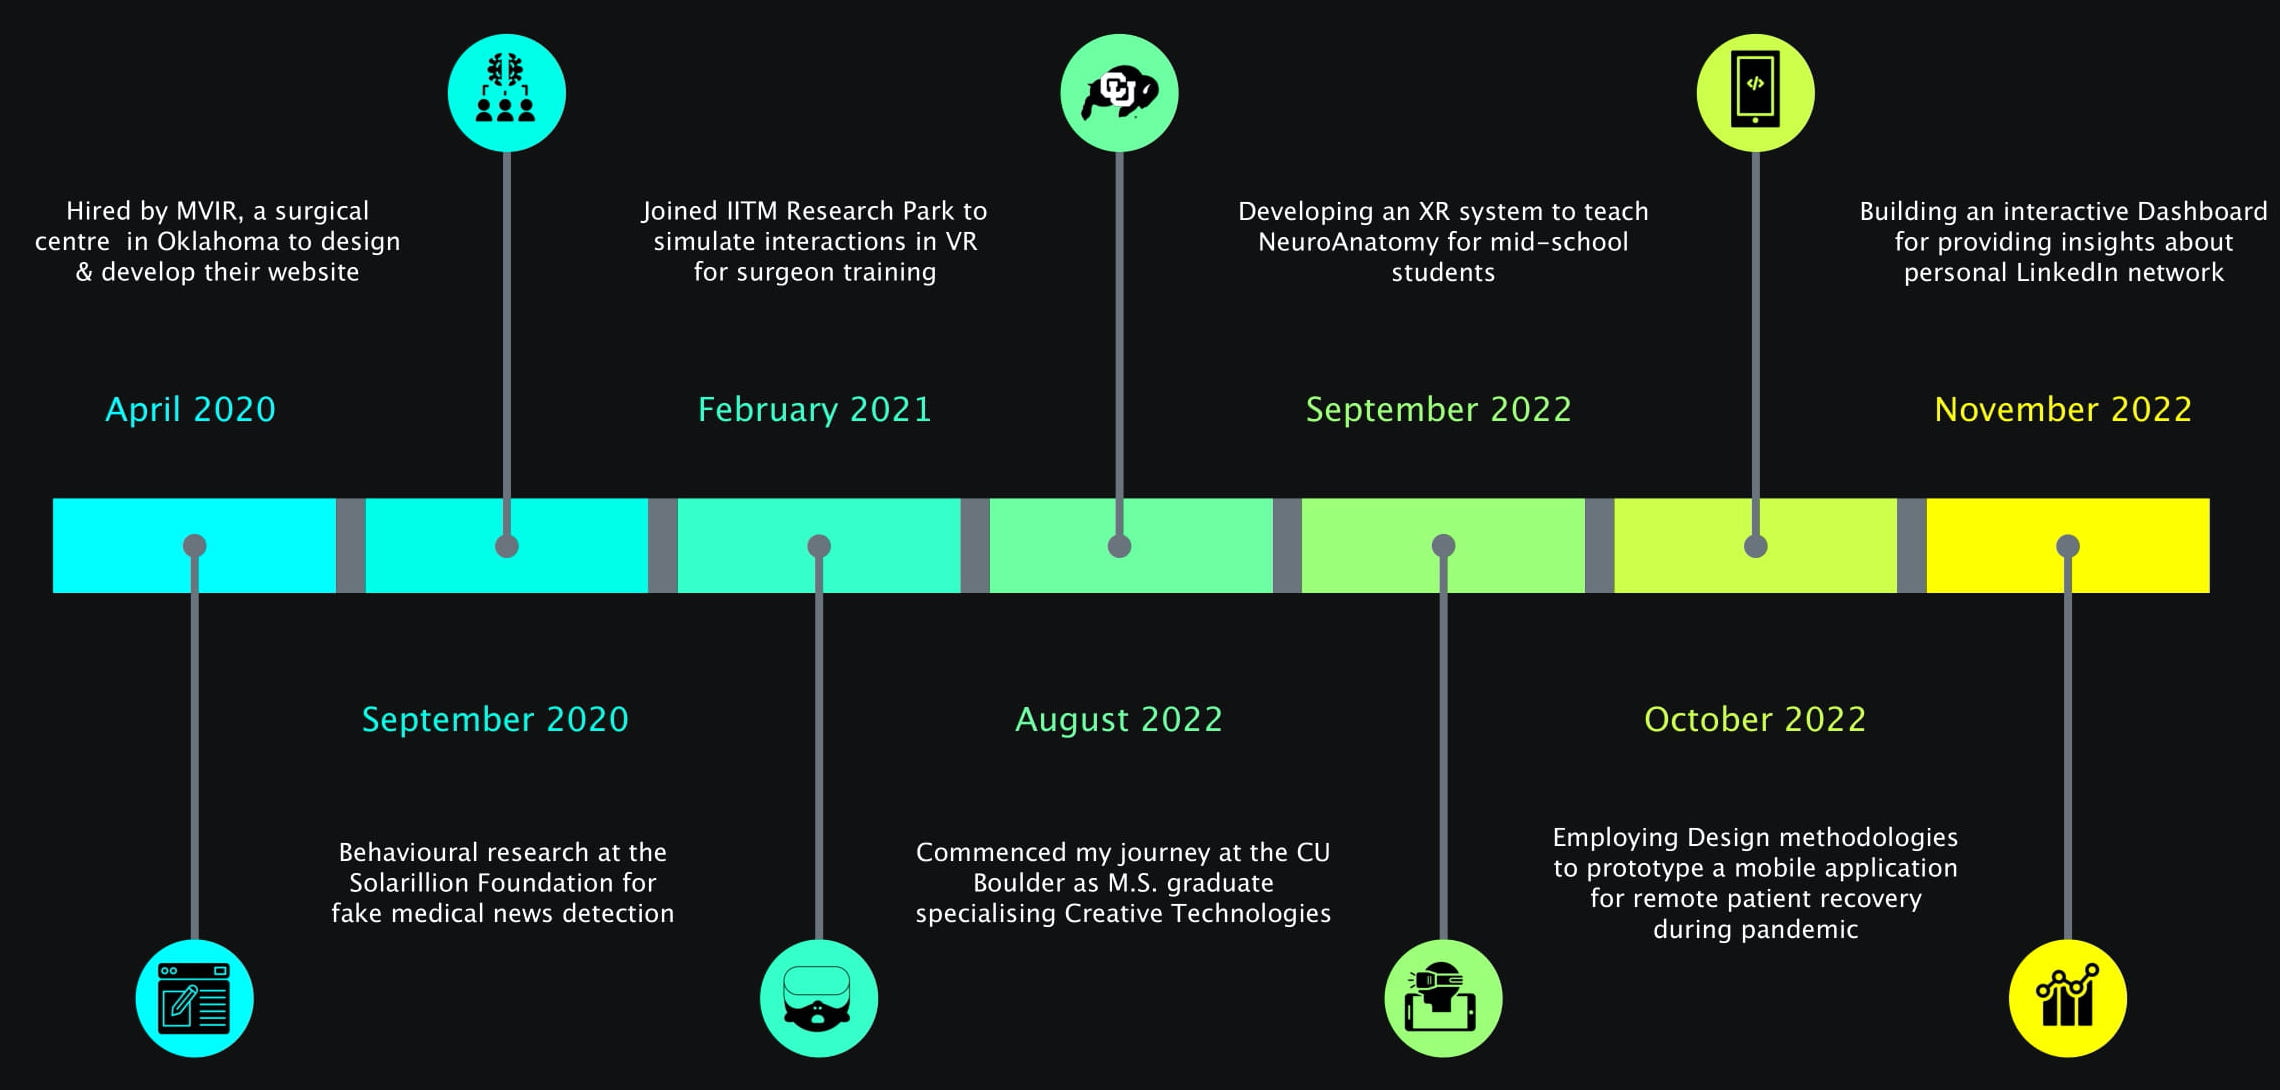 Hired by MVIR, a surgical
centre  in Oklahoma to design
& develop their website
April 2020
September 2020
Behavioural research at the
Solarillion Foundation for
fake medical news detection
Joined IITM Research Park to
simulate interactions in VR
for surgeon training
February 2021
CU
August 2022
Commenced my journey at the CU
Boulder as M.S. graduate
specialising Creative Technologies
Developing an XR system to teach
NeuroAnatomy for mid-school
students
September 2022
</>
October 2022
Employing Design methodologies
to prototype a mobile application
for remote patient recovery
during pandemic
Building an interactive Dashboard
for providing insights about
personal LinkedIn network
November 2022